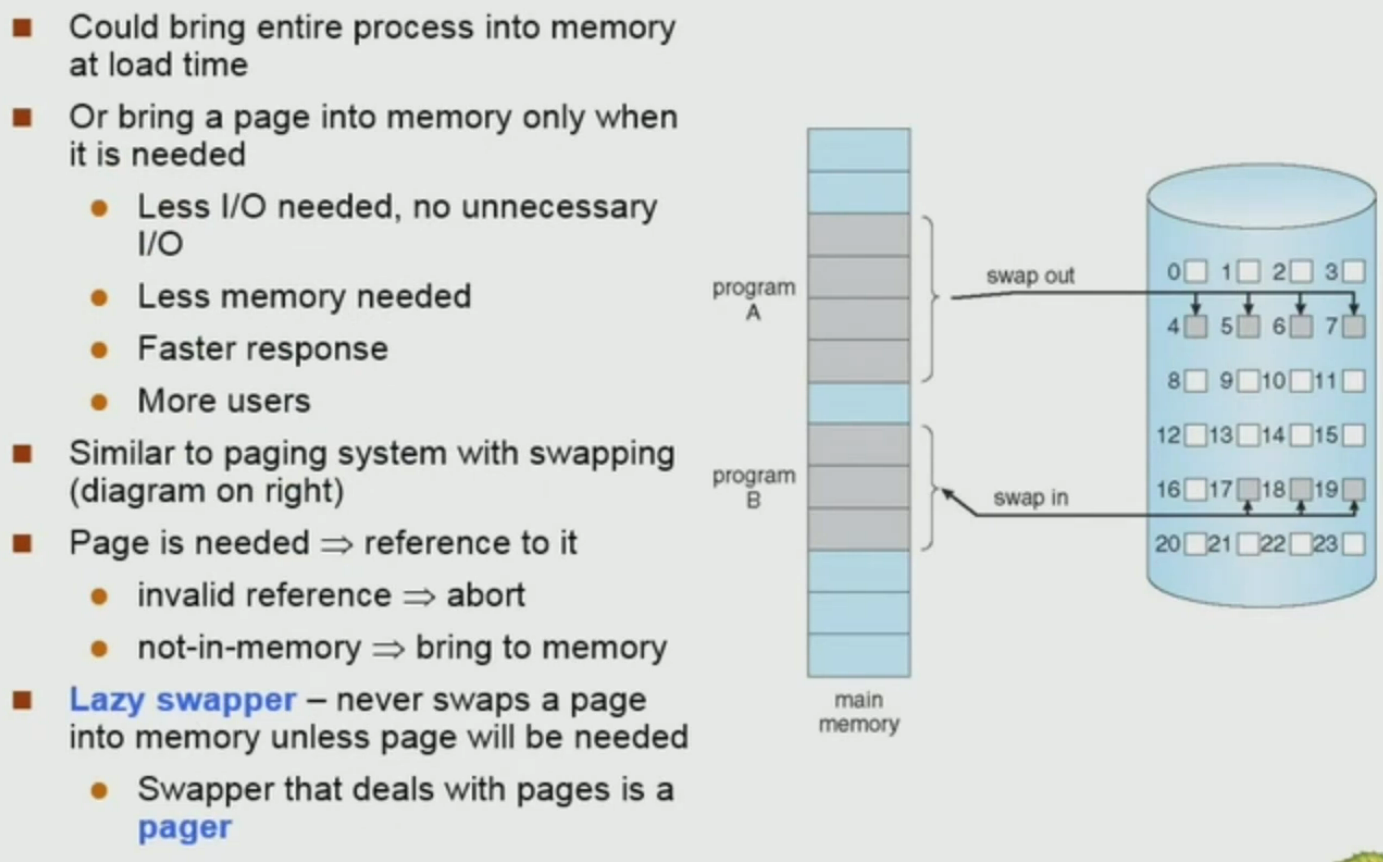 Could bring entire process into memory
at load time
Or bring a page into memory only when
it is needed
Less I/O needed, no unnecessary
I/O
Less memory needed
Faster response
More users
Similar to paging system with swapping
(diagram on right)
Page is needed ⇒ reference to it
invalid reference ⇒ abort
not-in-memory ⇒ bring to memory
Lazy swapper – never swaps a page
into memory unless page will be needed
Swapper that deals with pages is a
pager
program
A
program
B
main
memory
swap out
swap in
0 1 2 3
4 5 6 7
8 9 10 11
12 13 14 15
16 17 18 19
20 21 22 23